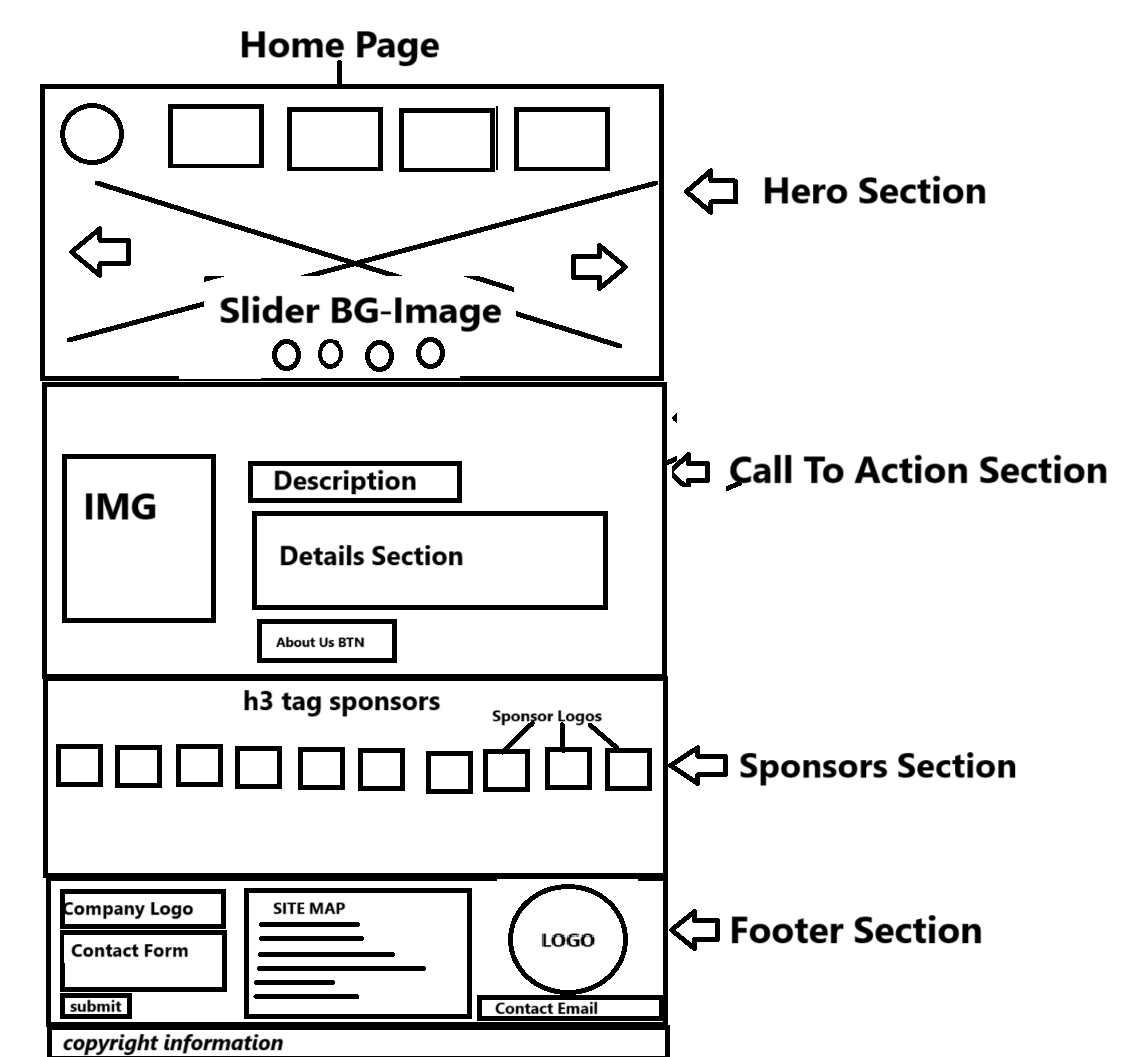 Home Page
Hero Section
Slider BG-Image
Call To Action Section
IMG
Description
Details Section
About Us BTN
h3 tag sponsors
Sponsor Logos
Sponsors Section
Company Logo
SITE MAP
Contact Form
LOGO
Footer Section
submit
Contact Email
copyright information